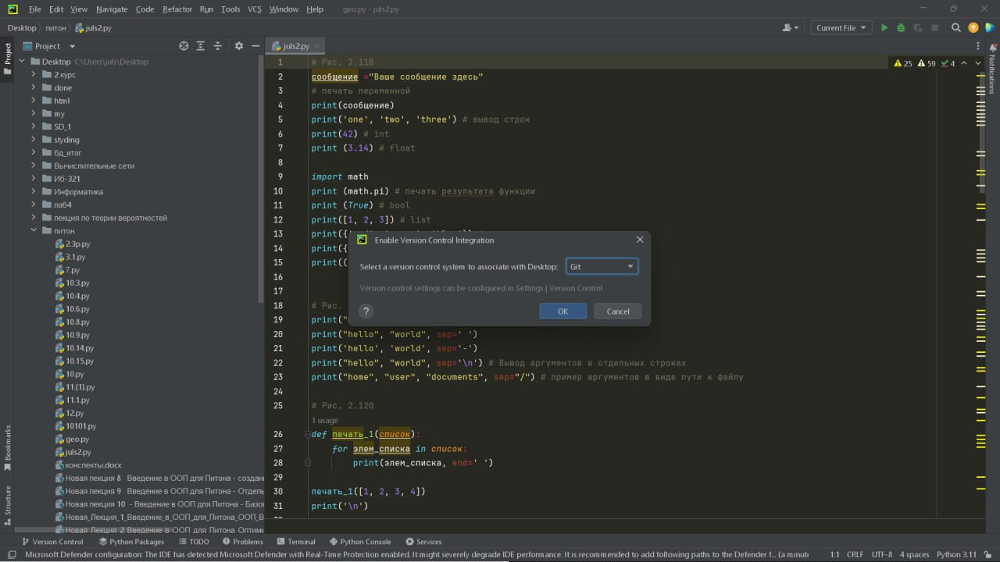 File Edit View Navigate Code Refactor Run Tools VCS Window Help geo.py - juls2.py
Desktop питон juls2.py Current File
Project
Project
juls2.py
Notifications
Desktop C:\Users\juls\Desktop
2 курс
done
html
my
SD_1
styding
бд_итог
Вычислительные сети
Иб-321
Информатика
лаб4
лекция по теории вероятностей
питон
2.3p.py
3.1.py
7.py
10.3.py
10.4.py
10.6.py
10.8.py
10.9.py
10.14.py
10.15.py
10.py
11.(1).py
11.1.py
12.py
10101.py
geo.py
juls2.py
конспекты.docx
Новая лекция 8 Введение в ООП для Питона - создан
Новая лекция 9 Введение в ООП для Питона - Отдель
Новая лекция 10 - Введение в ООП для Питона - Базо
Новая_Лекция_1_Введение_в_ООП_для_Питона_ООП_В
Новая Лекция 2 Введение в ООП для Питона Оптими
Bookmarks
Structure
25 59 4
1 # Рис. 2.118
2 сообщение ="Ваше сообщение здесь"
3 # печать переменной
4 print(сообщение)
5 print('one', 'two', 'three') # вывод строк
6 print(42) # int
7 print (3.14) # float
8
9 import math
10 print (math.pi) # печать результата функции
11 print (True) # bool
12 print([1, 2, 3]) # list
13 print({
14 print({
15 print((
16
17
18 # Рис.
19 print("
20 print("hello", "world", sep=' ')
21 print('hello', 'world', sep='-')
22 print("hello", "world", sep='\n') # Вывод аргументов в отдельных строках
23 print("home", "user", "documents", sep="/") # пример аргументов в виде пути к файлу
24
25 # Рис. 2.120
1 usage
26 def печать_1(список):
27 for элем_списка in список:
28 print(элем_списка, end=' ')
29
30 печать_1([1, 2, 3, 4])
31 print('\n')
Enable Version Control Integration
Select a version control system to associate with Desktop: Git
Version control settings can be configured in Settings | Version Control
? OK Cancel
Version Control Python Packages TODO Problems Terminal Python Console Services
Microsoft Defender configuration: The IDE has detected Microsoft Defender with Real-Time Protection enabled. It might severely degrade IDE performance. It is recommended to add following paths to the Defender f... (a minut 1:1 CRLF UTF-8 4 spaces Python 3.11